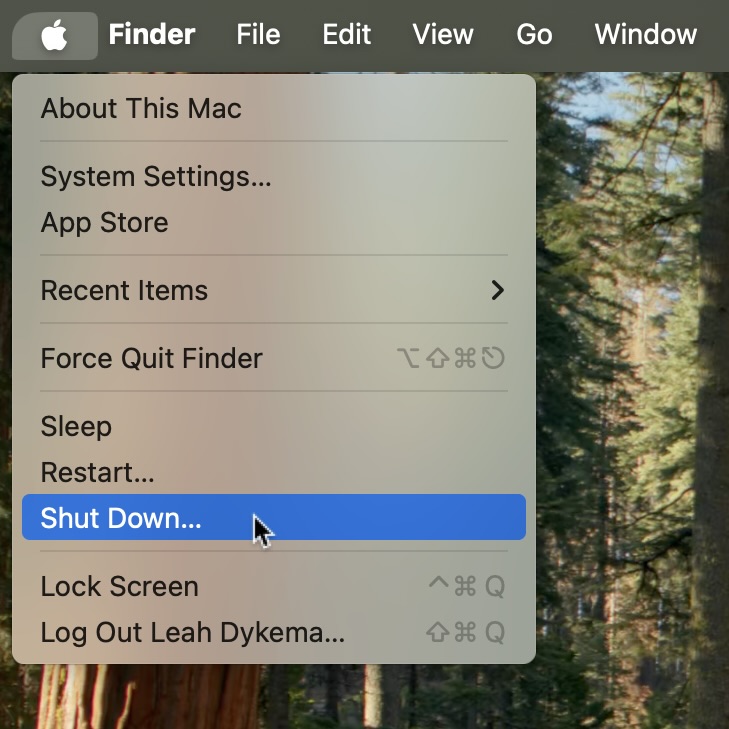 Finder File Edit View Go Window
About This Mac
System Settings...
App Store
Recent Items
Force Quit Finder ⌥⇧⌘⎋
Sleep
Restart...
Shut Down...
Lock Screen ^⌘Q
Log Out Leah Dykema... ⇧⌘Q